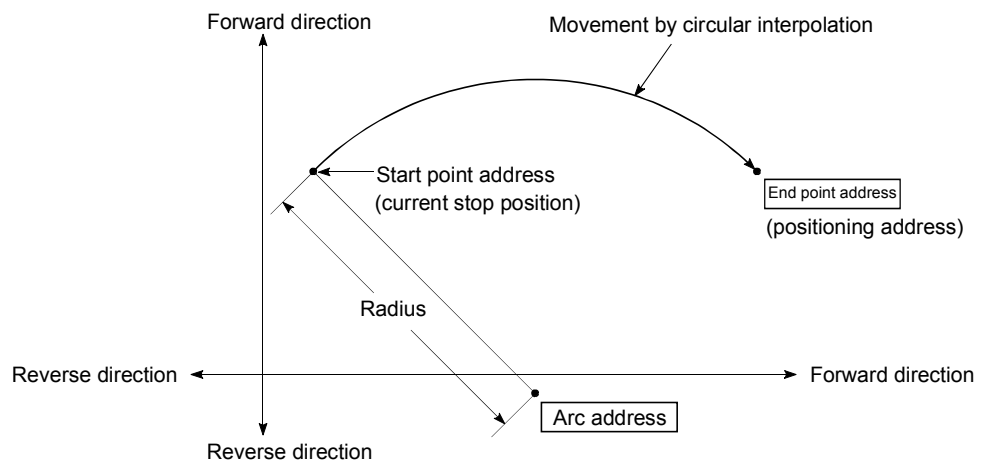 Forward direction
Movement by circular interpolation
Start point address
(current stop position)
End point address
(positioning address)
Radius
Reverse direction
Forward direction
Arc address
Reverse direction